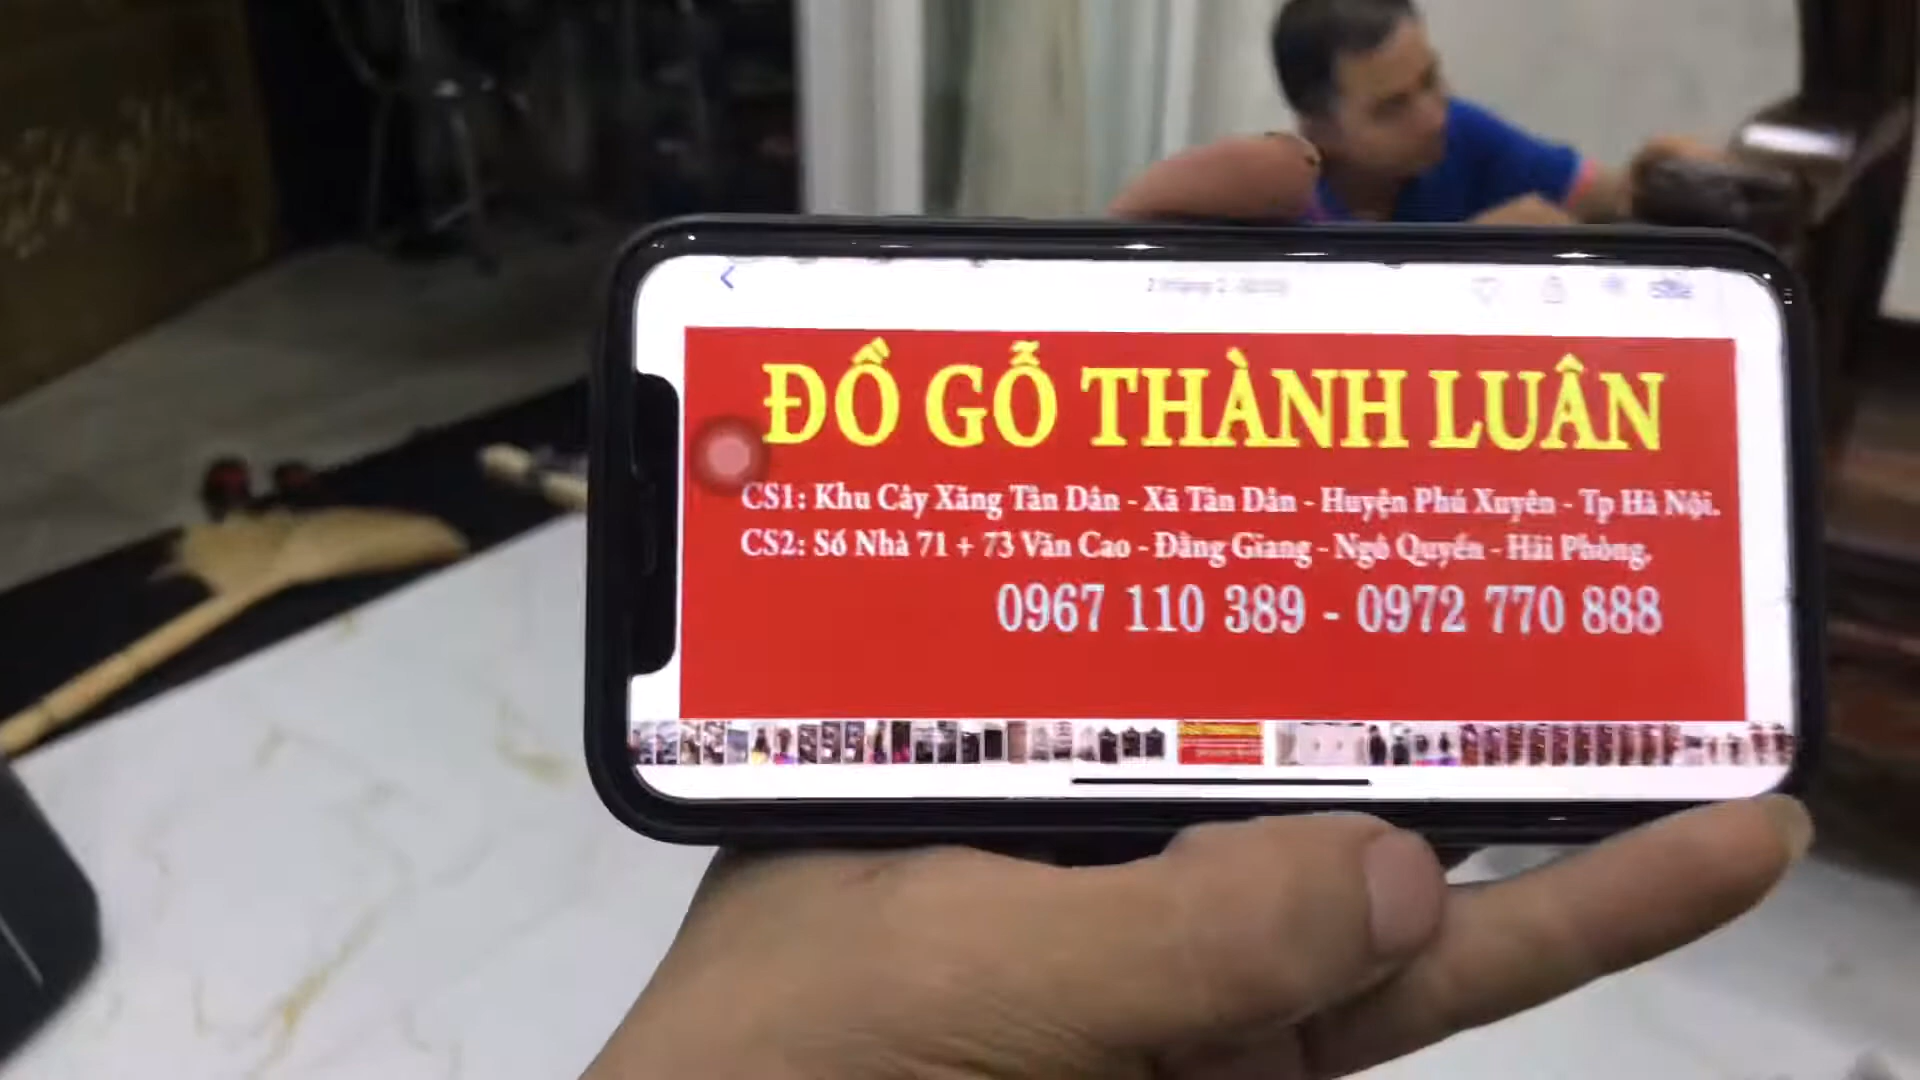 ĐỒ GỖ THÀNH LUÂN
CS1: Khu Cây Xăng Tân Dân - Xã Tân Dân - Huyện Phú Xuyên - Tp Hà Nội.
CS2: Số Nhà 71 + 73 Văn Cao - Đằng Giang - Ngô Quyền - Hải Phòng.
0967 110 389 - 0972 770 888